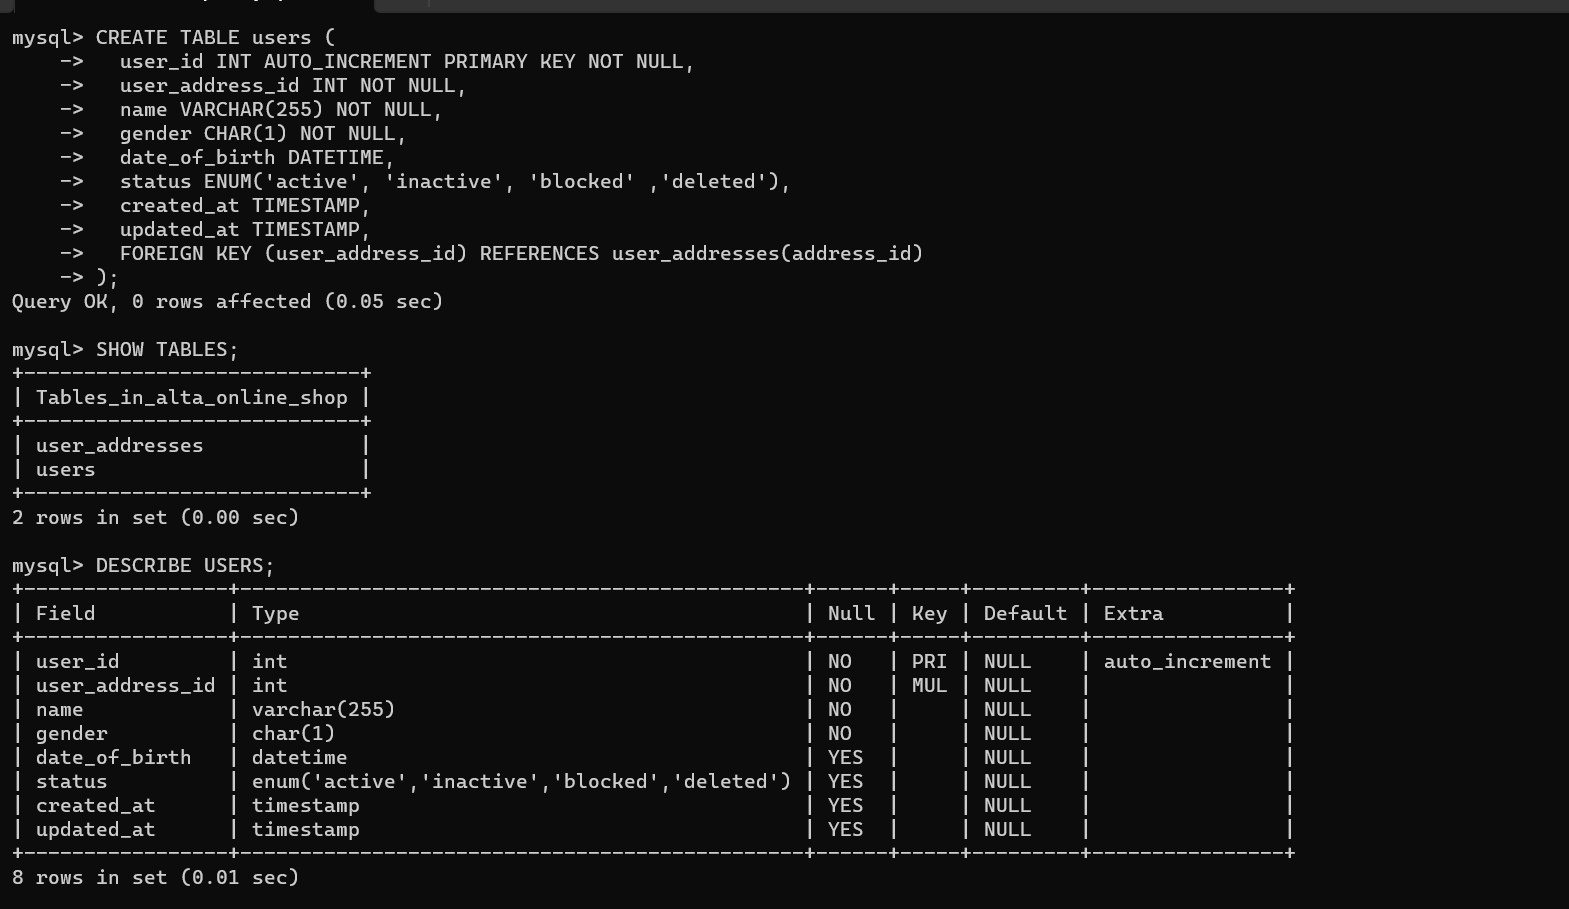 mysql> CREATE TABLE users (
    ->   user_id INT AUTO_INCREMENT PRIMARY KEY NOT NULL,
    ->   user_address_id INT NOT NULL,
    ->   name VARCHAR(255) NOT NULL,
    ->   gender CHAR(1) NOT NULL,
    ->   date_of_birth DATETIME,
    ->   status ENUM('active', 'inactive', 'blocked' ,'deleted'),
    ->   created_at TIMESTAMP,
    ->   updated_at TIMESTAMP,
    ->   FOREIGN KEY (user_address_id) REFERENCES user_addresses(address_id)
    -> );
Query OK, 0 rows affected (0.05 sec)

mysql> SHOW TABLES;
+----------------------------+
| Tables_in_alta_online_shop |
+----------------------------+
| user_addresses             |
| users                      |
+----------------------------+
2 rows in set (0.00 sec)

mysql> DESCRIBE USERS;
+-----------------+-----------------------------------------------+------+-----+---------+----------------+
| Field           | Type                                          | Null | Key | Default | Extra          |
+-----------------+-----------------------------------------------+------+-----+---------+----------------+
| user_id         | int                                           | NO   | PRI | NULL    | auto_increment |
| user_address_id | int                                           | NO   | MUL | NULL    |                |
| name            | varchar(255)                                  | NO   |     | NULL    |                |
| gender          | char(1)                                       | NO   |     | NULL    |                |
| date_of_birth   | datetime                                      | YES  |     | NULL    |                |
| status          | enum('active','inactive','blocked','deleted') | YES  |     | NULL    |                |
| created_at      | timestamp                                     | YES  |     | NULL    |                |
| updated_at      | timestamp                                     | YES  |     | NULL    |                |
+-----------------+-----------------------------------------------+------+-----+---------+----------------+
8 rows in set (0.01 sec)